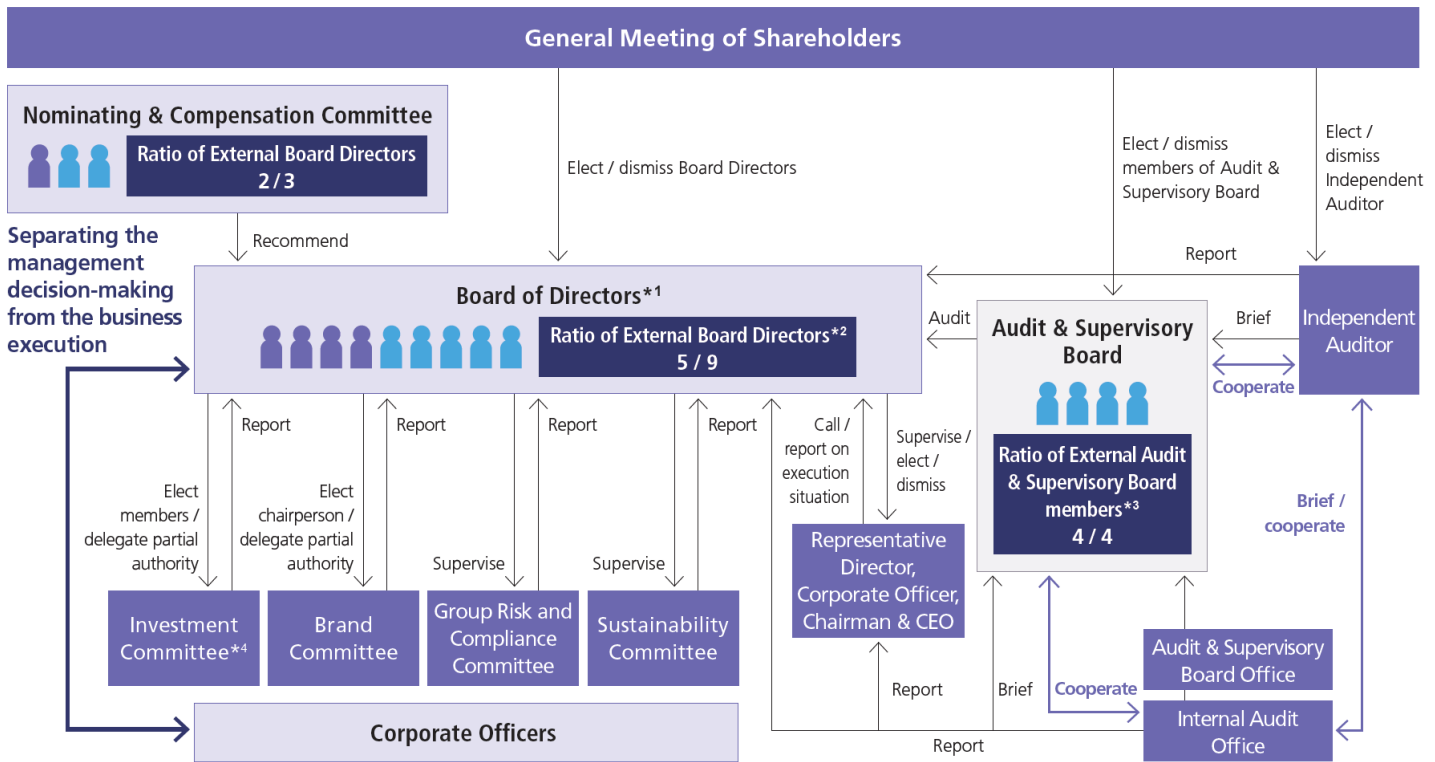 General Meeting of Shareholders
Nominating & Compensation Committee
Ratio of External Board Directors
2 / 3
Elect / dismiss Board Directors
Elect / dismiss
members of Audit &
Supervisory Board
Elect /
dismiss
Independent
Auditor
Recommend
Separating the
management
decision-making
from the business
execution
Board of Directors*1
Ratio of External Board Directors*2
5 / 9
Report
Audit
Audit & Supervisory
Board
Brief
Cooperate
Independent
Auditor
Ratio of External Audit
& Supervisory Board
members*3
4 / 4
Report
Report
Report
Report
Call /
report on
execution
situation
Supervise /
elect /
dismiss
Elect
members /
delegate partial
authority
Elect
chairperson /
delegate partial
authority
Supervise
Supervise
Brief /
cooperate
Investment
Committee*4
Brand
Committee
Group Risk and
Compliance
Committee
Sustainability
Committee
Representative
Director,
Corporate Officer,
Chairman & CEO
Audit & Supervisory
Board Office
Report
Brief
Cooperate
Internal Audit
Office
Report
Corporate Officers